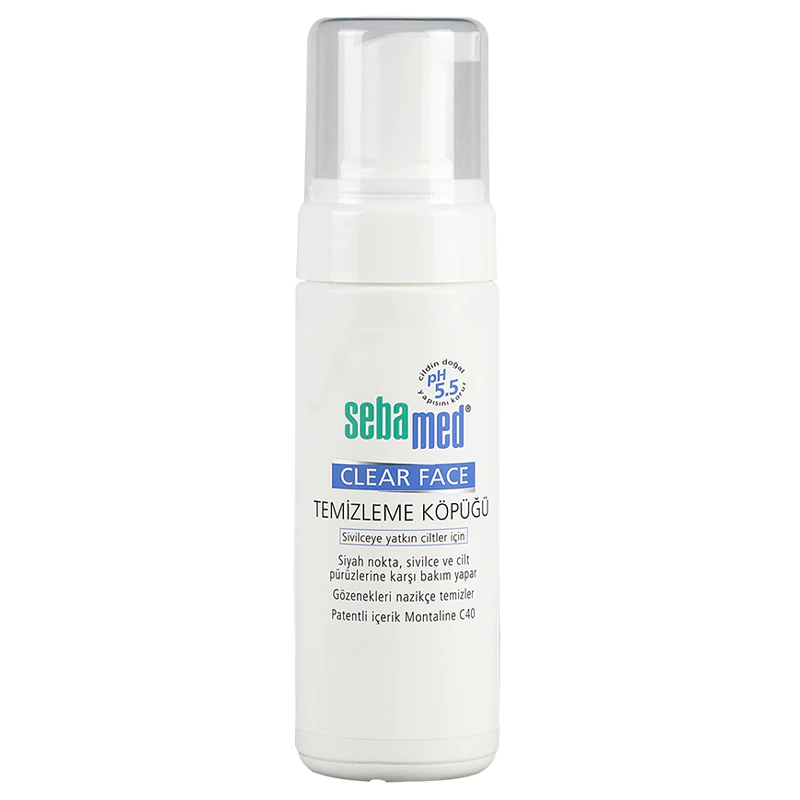 cildin doğal
pH
5.5
yapısını korur
sebamed®
CLEAR FACE
TEMİZLEME KÖPÜĞÜ
Sivilceye yatkın ciltler için
Siyah nokta, sivilce ve cilt
pürüzlerine karşı bakım yapar
Gözenekleri nazikçe temizler
Patentli içerik Montaline C40